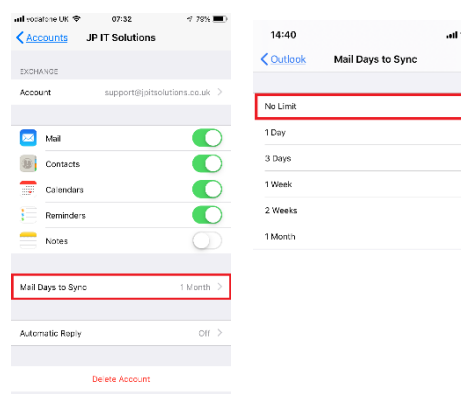 vodafone UK 07:32 78%
Accounts JP IT Solutions
EXCHANGE
Account support@jpitsolutions.co.uk
Mail
Contacts
Calendars
Reminders
Notes
Mail Days to Sync 1 Month
Automatic Reply Off
Delete Account
14:40
Outlook Mail Days to Sync
No Limit
1 Day
3 Days
1 Week
2 Weeks
1 Month